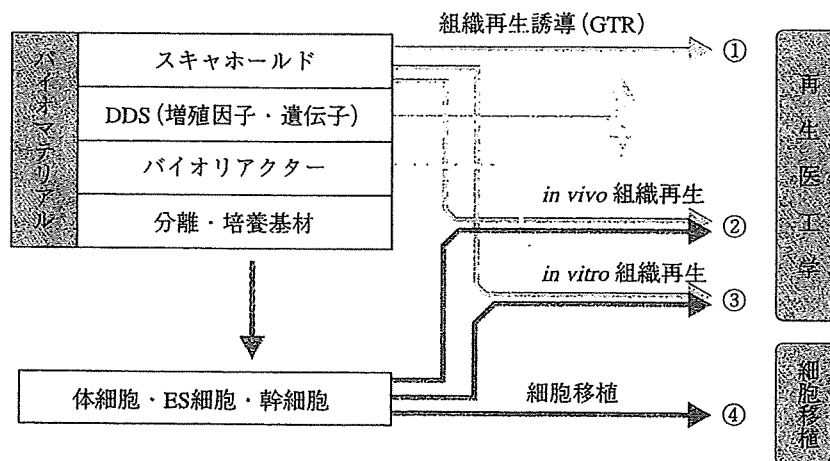 組織再生誘導(GTR)
①
バイオマテリアル
スキャホールド
DDS(増殖因子・遺伝子)
バイオリアクター
分離・培養基材
in vivo 組織再生
②
in vitro 組織再生
③
再生医工学
体細胞・ES細胞・幹細胞
細胞移植
④
細胞移植